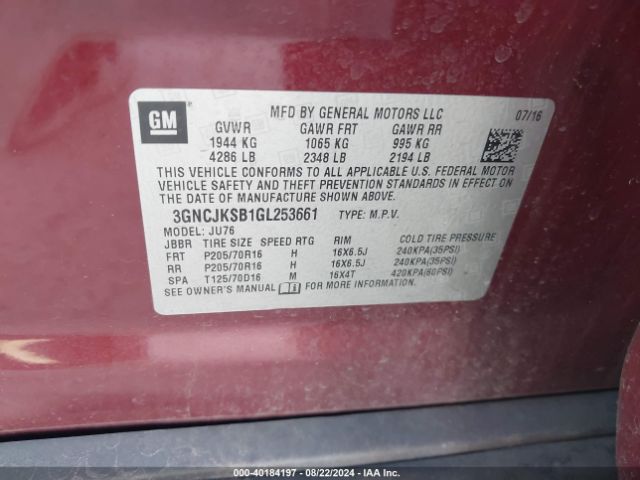 GM
MFD BY GENERAL MOTORS LLC 07/16
GVWR GAWR FRT GAWR RR
1944 KG 1065 KG 995 KG
4286 LB 2348 LB 2194 LB
THIS VEHICLE CONFORMS TO ALL APPLICABLE U.S. FEDERAL MOTOR
VEHICLE SAFETY AND THEFT PREVENTION STANDARDS IN EFFECT ON
THE DATE OF MANUFACTURE SHOWN ABOVE.
3GNCJKSB1GL253661 TYPE: M.P.V.
MODEL: JU76
JBBR TIRE SIZE SPEED RTG RIM COLD TIRE PRESSURE
FRT P205/70R16 H 16X6.5J 240KPA(35PSI)
RR P205/70R16 H 16X6.5J 240KPA(35PSI)
SPA T125/70D16 M 16X4T 420KPA(60PSI)
SEE OWNER'S MANUAL FOR ADDITIONAL INFORMATION
000-40184197 - 08/22/2024 - IAA Inc.